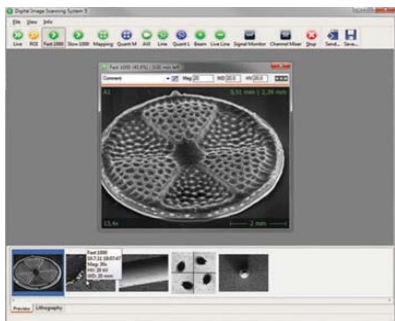 Digital Image Scanning System 5
File View Info
Live ROI Fast 1000 Slow 1000 Mapping Quant M AVI Line Quant L Beam Live Line Signal Monitor Channel Mixer Stop Send... Save...
Comment Mag 20 WD 20.0 HV 20.0
2 mm
Fast 1000
Mag: 20x
HV: 20 kV
WD: 20 mm
Preview Lithography